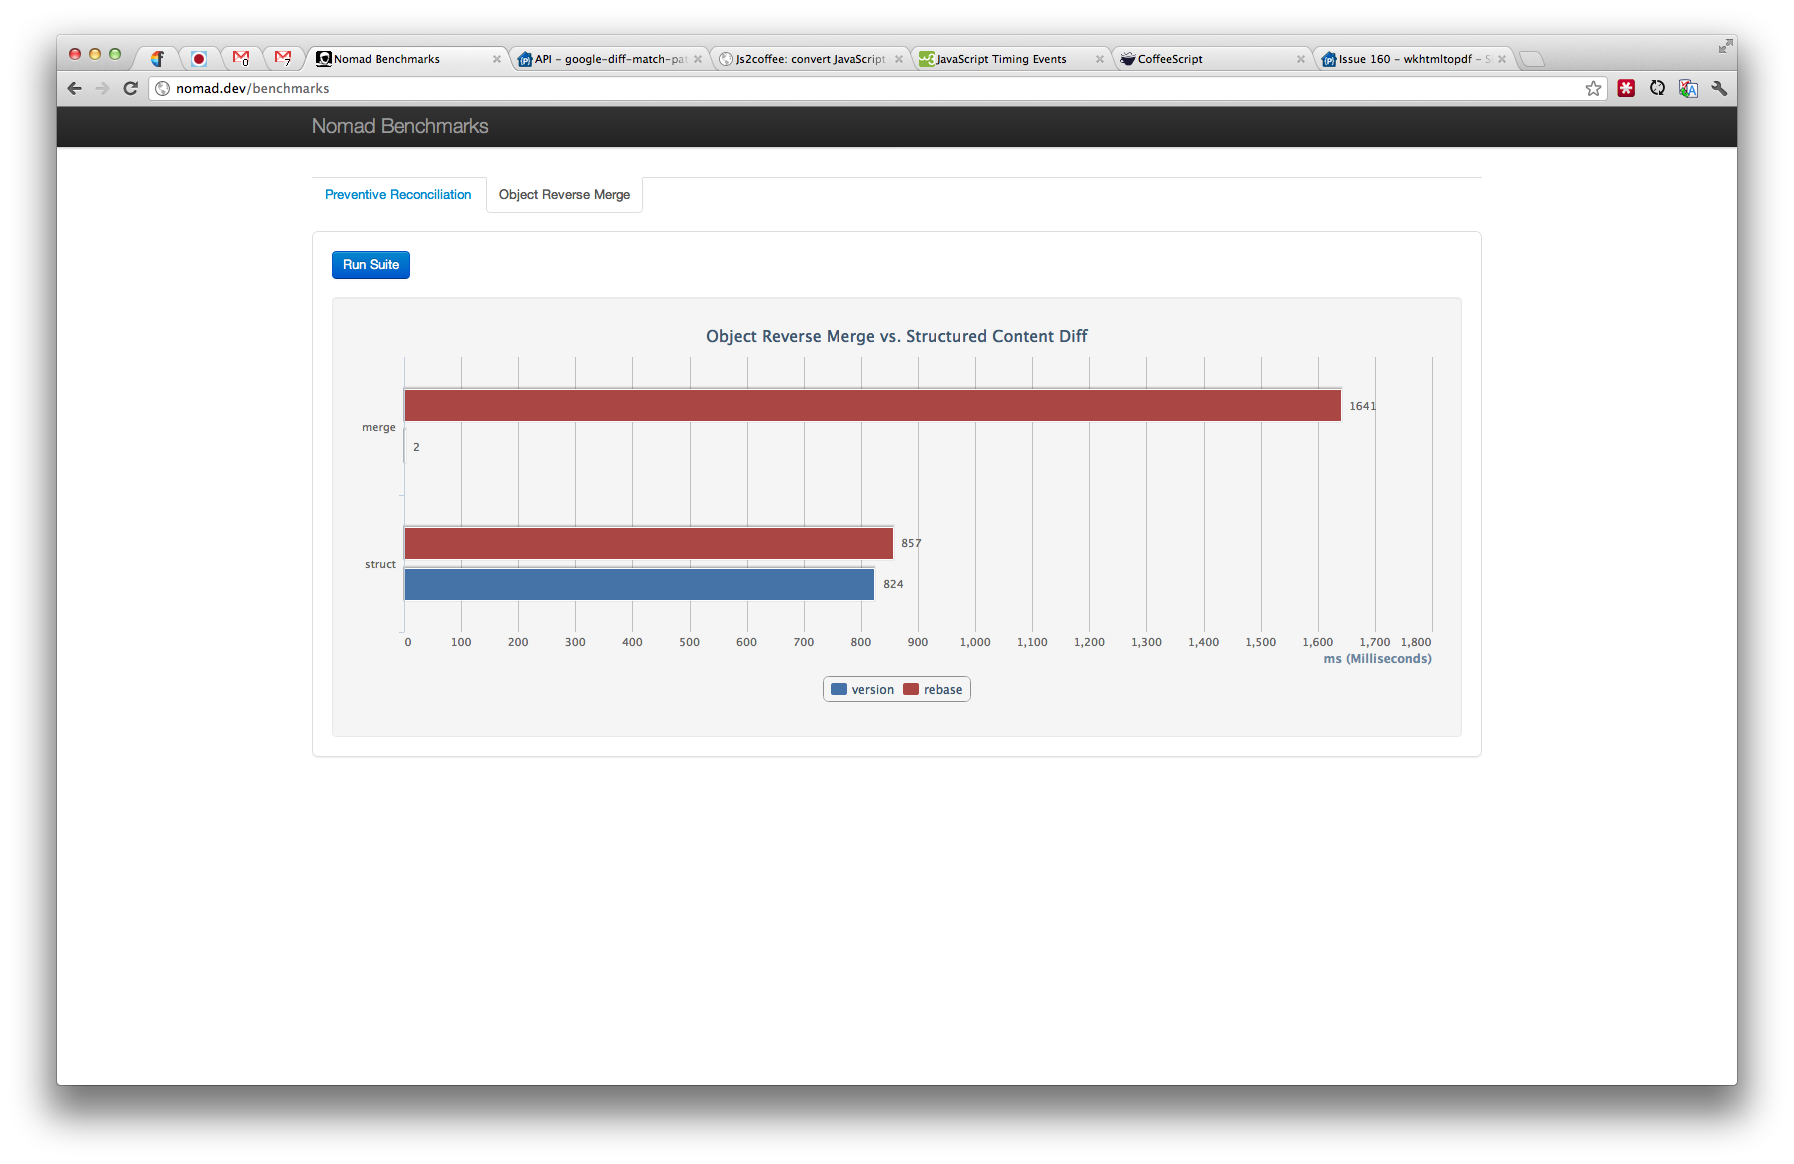 0
7
Nomad Benchmarks
API – google-diff-match-pat
Js2coffee: convert JavaScript
JavaScript Timing Events
CoffeeScript
Issue 160 – wkhtmltopdf – S
nomad.dev/benchmarks
Nomad Benchmarks
Preventive Reconciliation
Object Reverse Merge
Run Suite
Object Reverse Merge vs. Structured Content Diff
1641
merge
2
857
struct
824
0 100 200 300 400 500 600 700 800 900 1,000 1,100 1,200 1,300 1,400 1,500 1,600 1,700 1,800
ms (Milliseconds)
version rebase